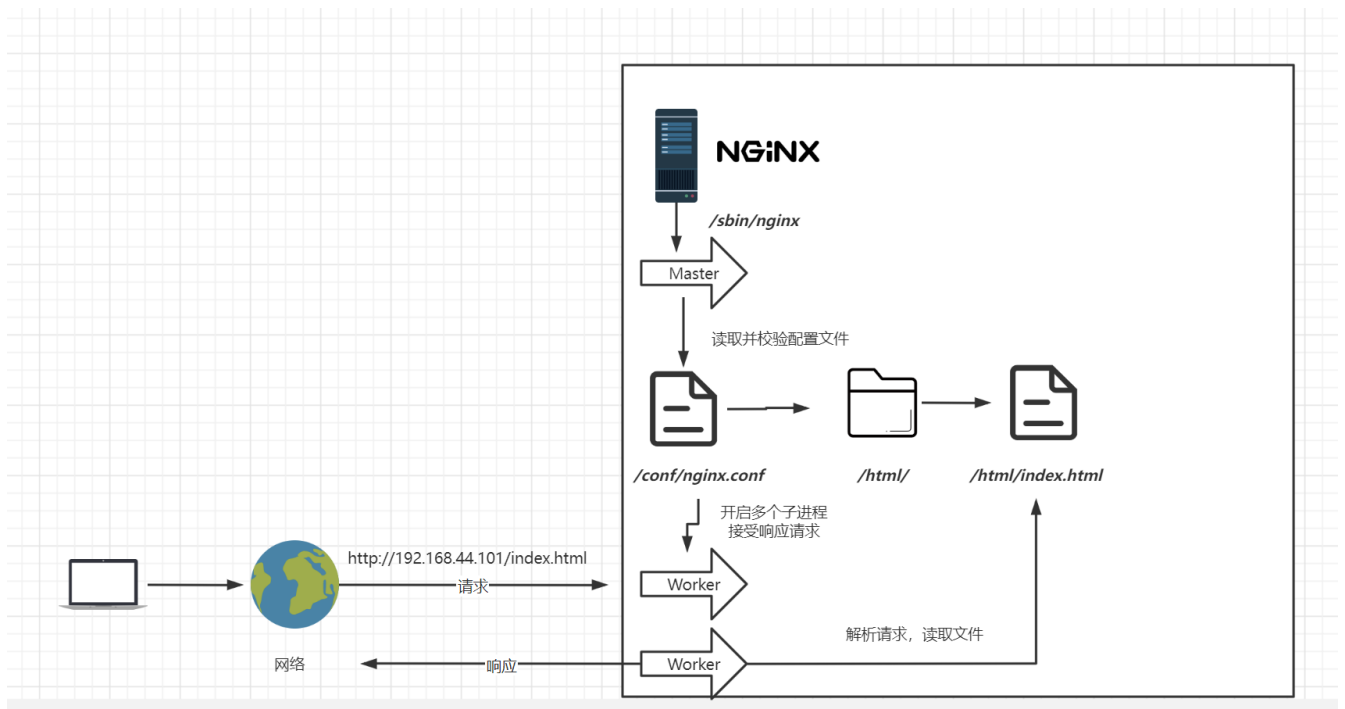 NGiNX
/sbin/nginx
Master
读取并校验配置文件
/conf/nginx.conf
/html/
/html/index.html
开启多个子进程
接受响应请求
http://192.168.44.101/index.html
请求
Worker
解析请求，读取文件
网络
响应
Worker